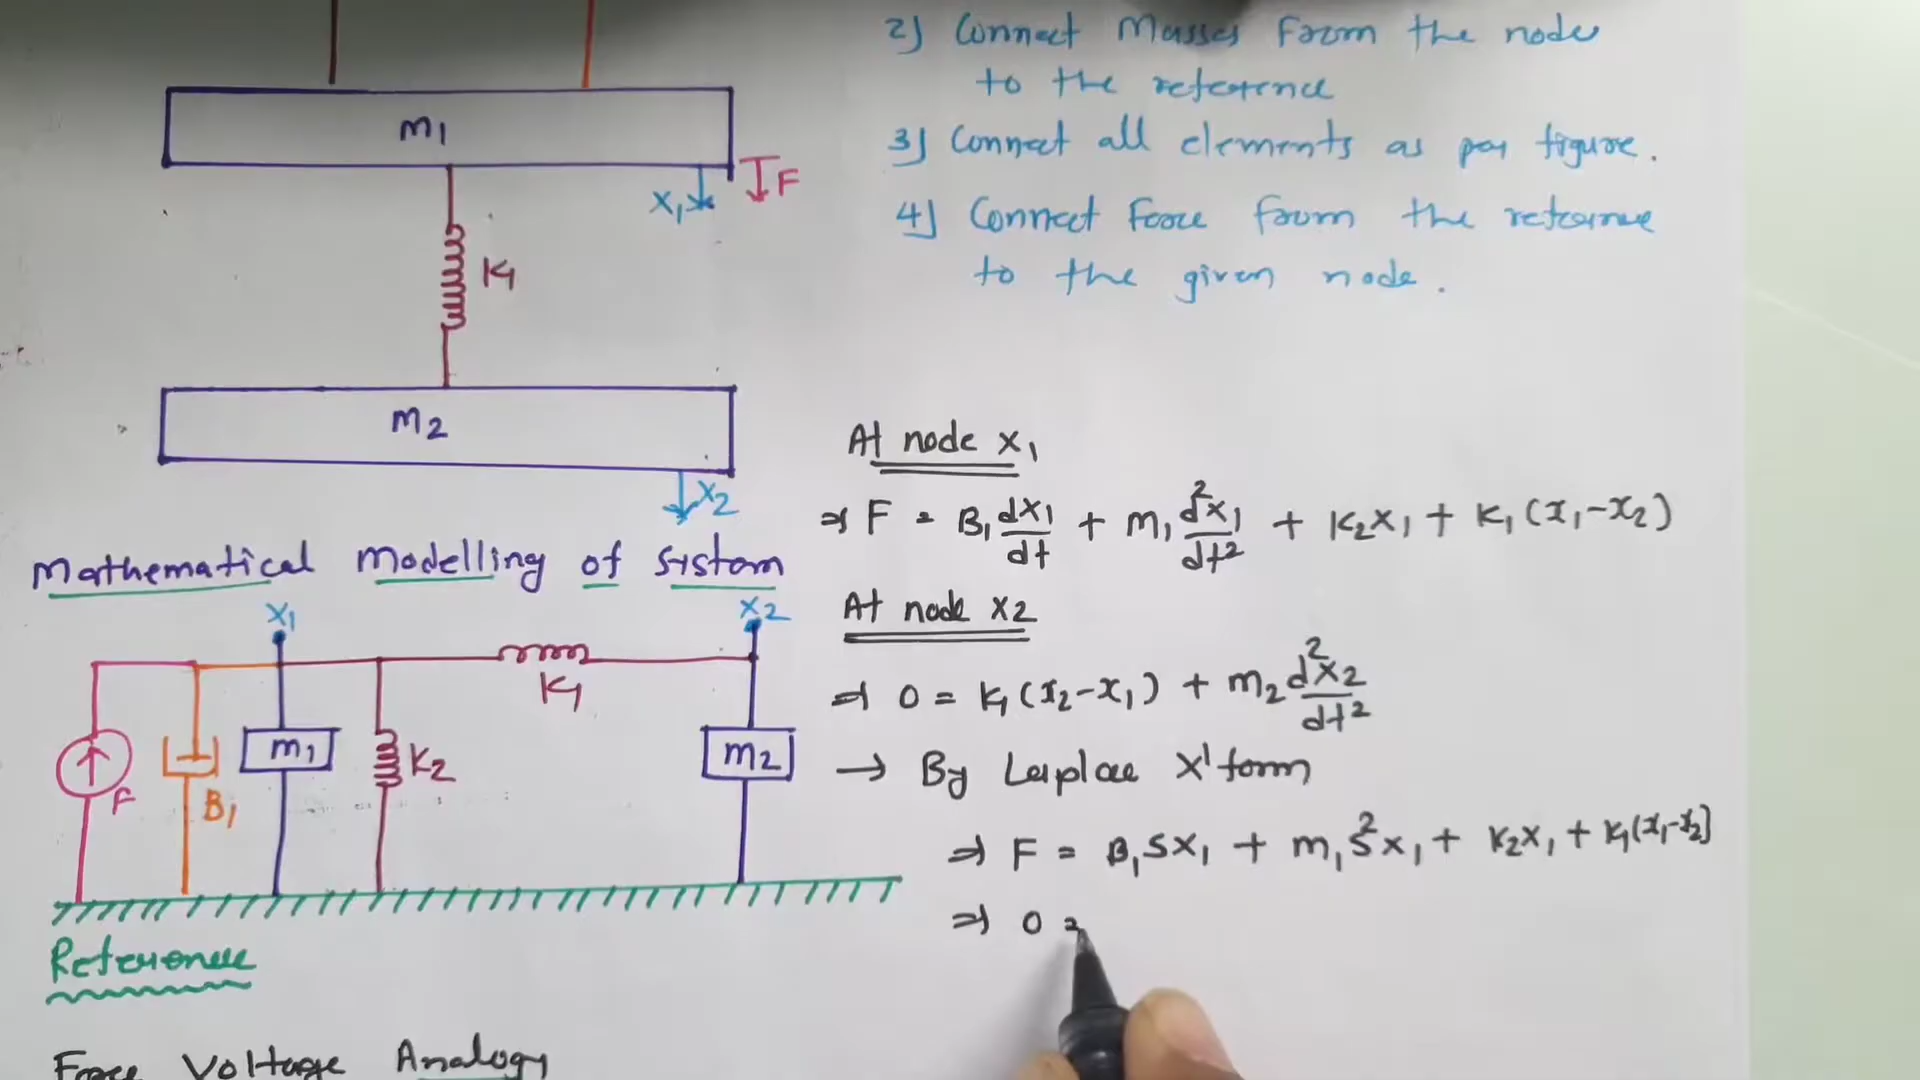 2) Connect Masses from the node
to the reference
3) Connect all elements as per figure.
4) Connect Force from the reference
to the given node.
m1
X1
F
K1
m2
X2
Mathematical Modelling of System
X1
X2
K1
m1
K2
m2
F
B1
Reference
Force Voltage Analogy
At node x1
⇒ F = B1 dx1/dt + m1 d²x1/dt² + K2x1 + K1(x1-x2)
At node x2
⇒ 0 = K1(x2-x1) + m2 d²x2/dt²
→ By Laplace X'form
⇒ F = B1SX1 + m1S²x1 + K2x1 + K1(x1-x2]
⇒ 0 =